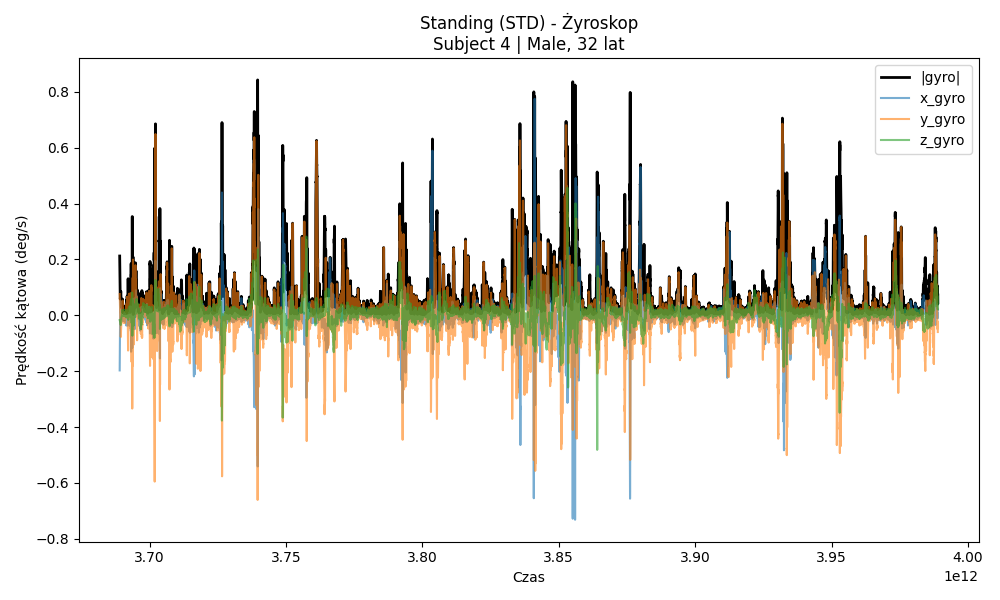 Standing (STD) - Żyroskop
Subject 4 | Male, 32 lat
|gyro|
x_gyro
y_gyro
z_gyro
Prędkość kątowa (deg/s)
0.8
0.6
0.4
0.2
0.0
−0.2
−0.4
−0.6
−0.8
3.70 3.75 3.80 3.85 3.90 3.95 4.00
1e12
Czas